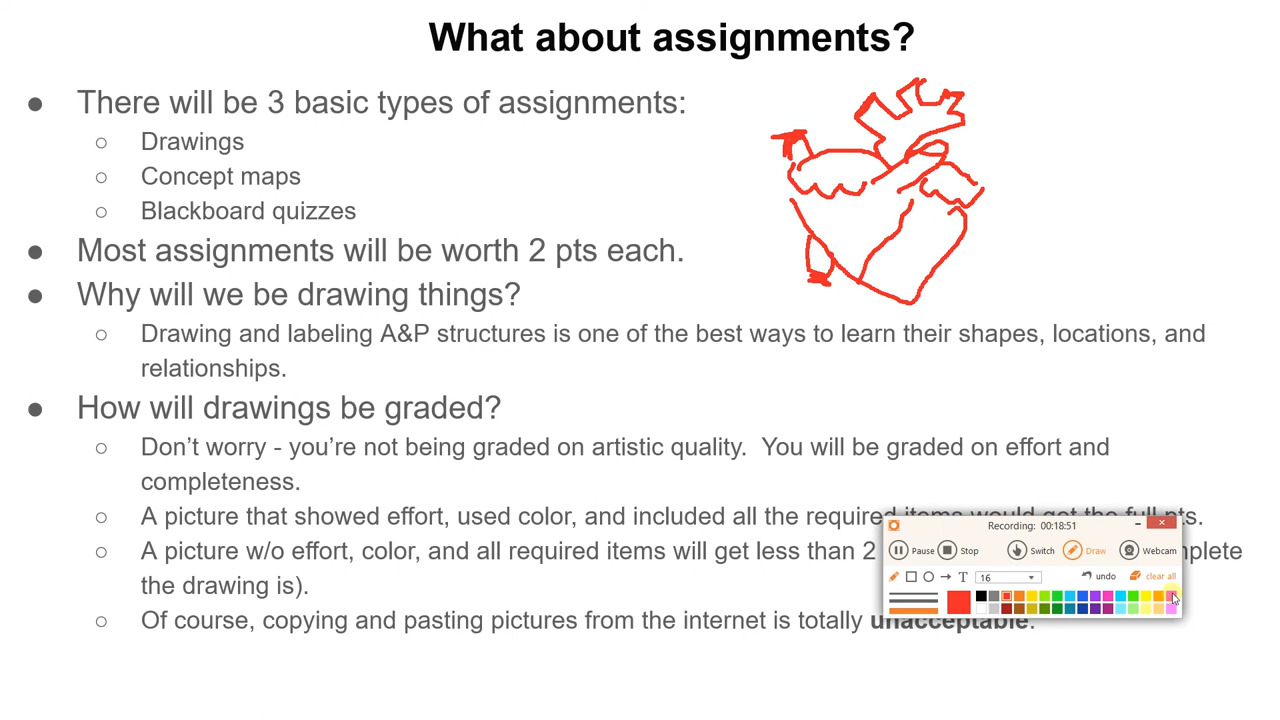 What about assignments?
● There will be 3 basic types of assignments:
○ Drawings
○ Concept maps
○ Blackboard quizzes
● Most assignments will be worth 2 pts each.
● Why will we be drawing things?
○ Drawing and labeling A&P structures is one of the best ways to learn their shapes, locations, and
relationships.
● How will drawings be graded?
○ Don’t worry - you’re not being graded on artistic quality.  You will be graded on effort and
completeness.
○ A picture that showed effort, used color, and included all the required items would get the full pts.
○ A picture w/o effort, color, and all required items will get less than 2
the drawing is).
○ Of course, copying and pasting pictures from the internet is totally unacceptable.
Recording: 00:18:51
Pause Stop Switch Draw Webcam
T 16 undo clear all